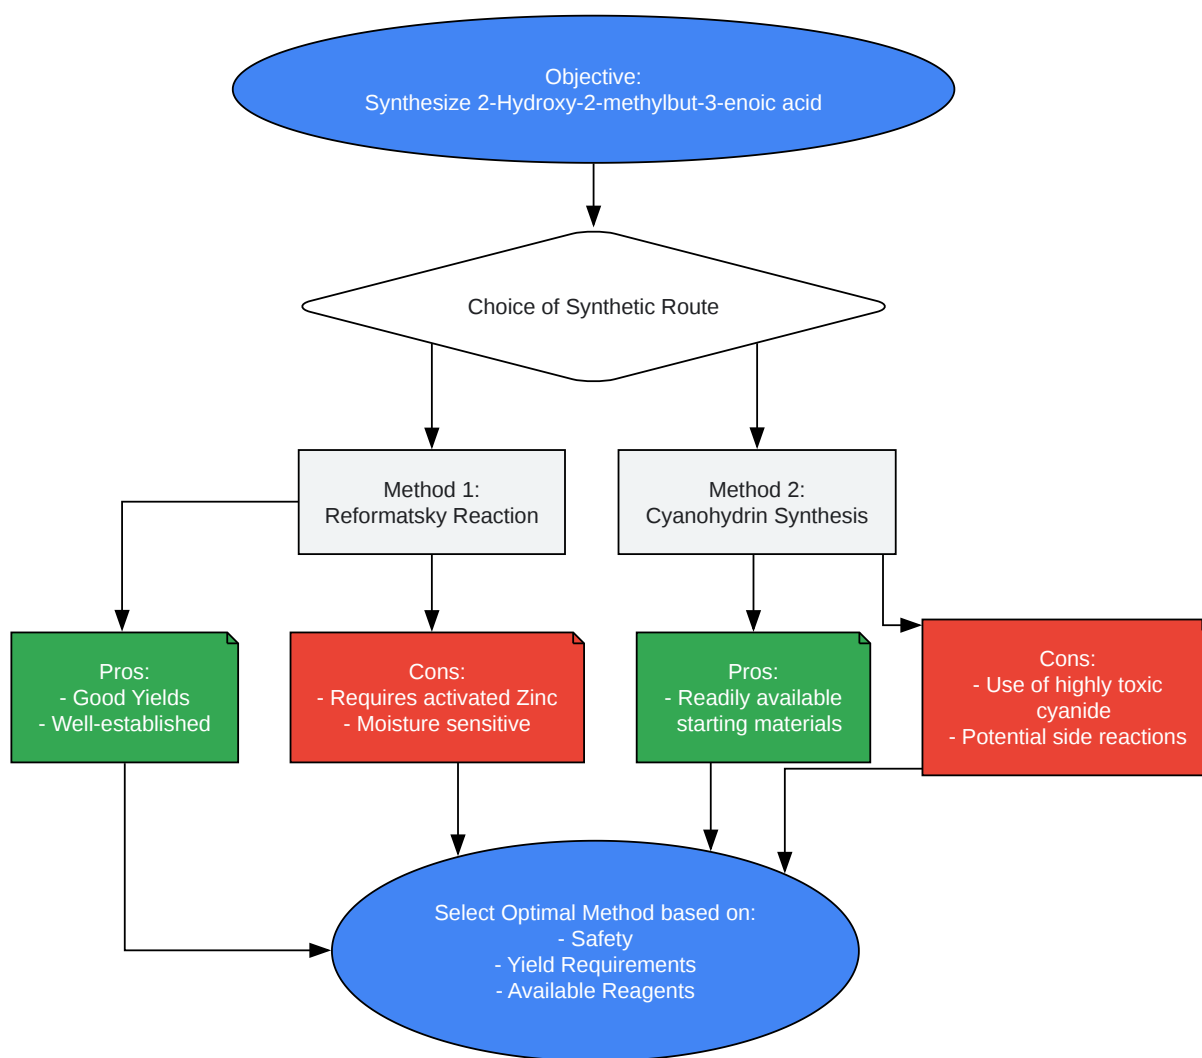 Objective:
Synthesize 2-Hydroxy-2-methylbut-3-enoic acid
Choice of Synthetic Route
Method 1:
Reformatsky Reaction
Method 2:
Cyanohydrin Synthesis
Pros:
- Good Yields
- Well-established
Cons:
- Requires activated Zinc
- Moisture sensitive
Pros:
- Readily available
starting materials
Cons:
- Use of highly toxic
cyanide
- Potential side reactions
Select Optimal Method based on:
- Safety
- Yield Requirements
- Available Reagents